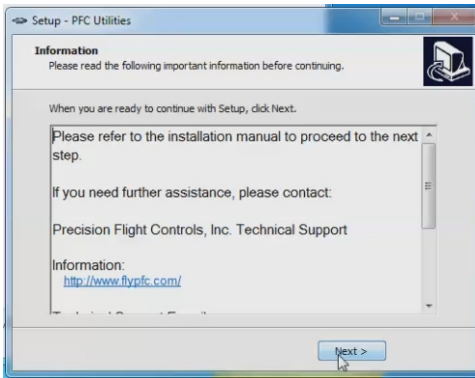 Setup - PFC Utilities
Information
Please read the following important information before continuing.
When you are ready to continue with Setup, click Next.
Please refer to the installation manual to proceed to the next
step.
If you need further assistance, please contact:
Precision Flight Controls, Inc. Technical Support
Information:
http://www.flypfc.com/
Next >